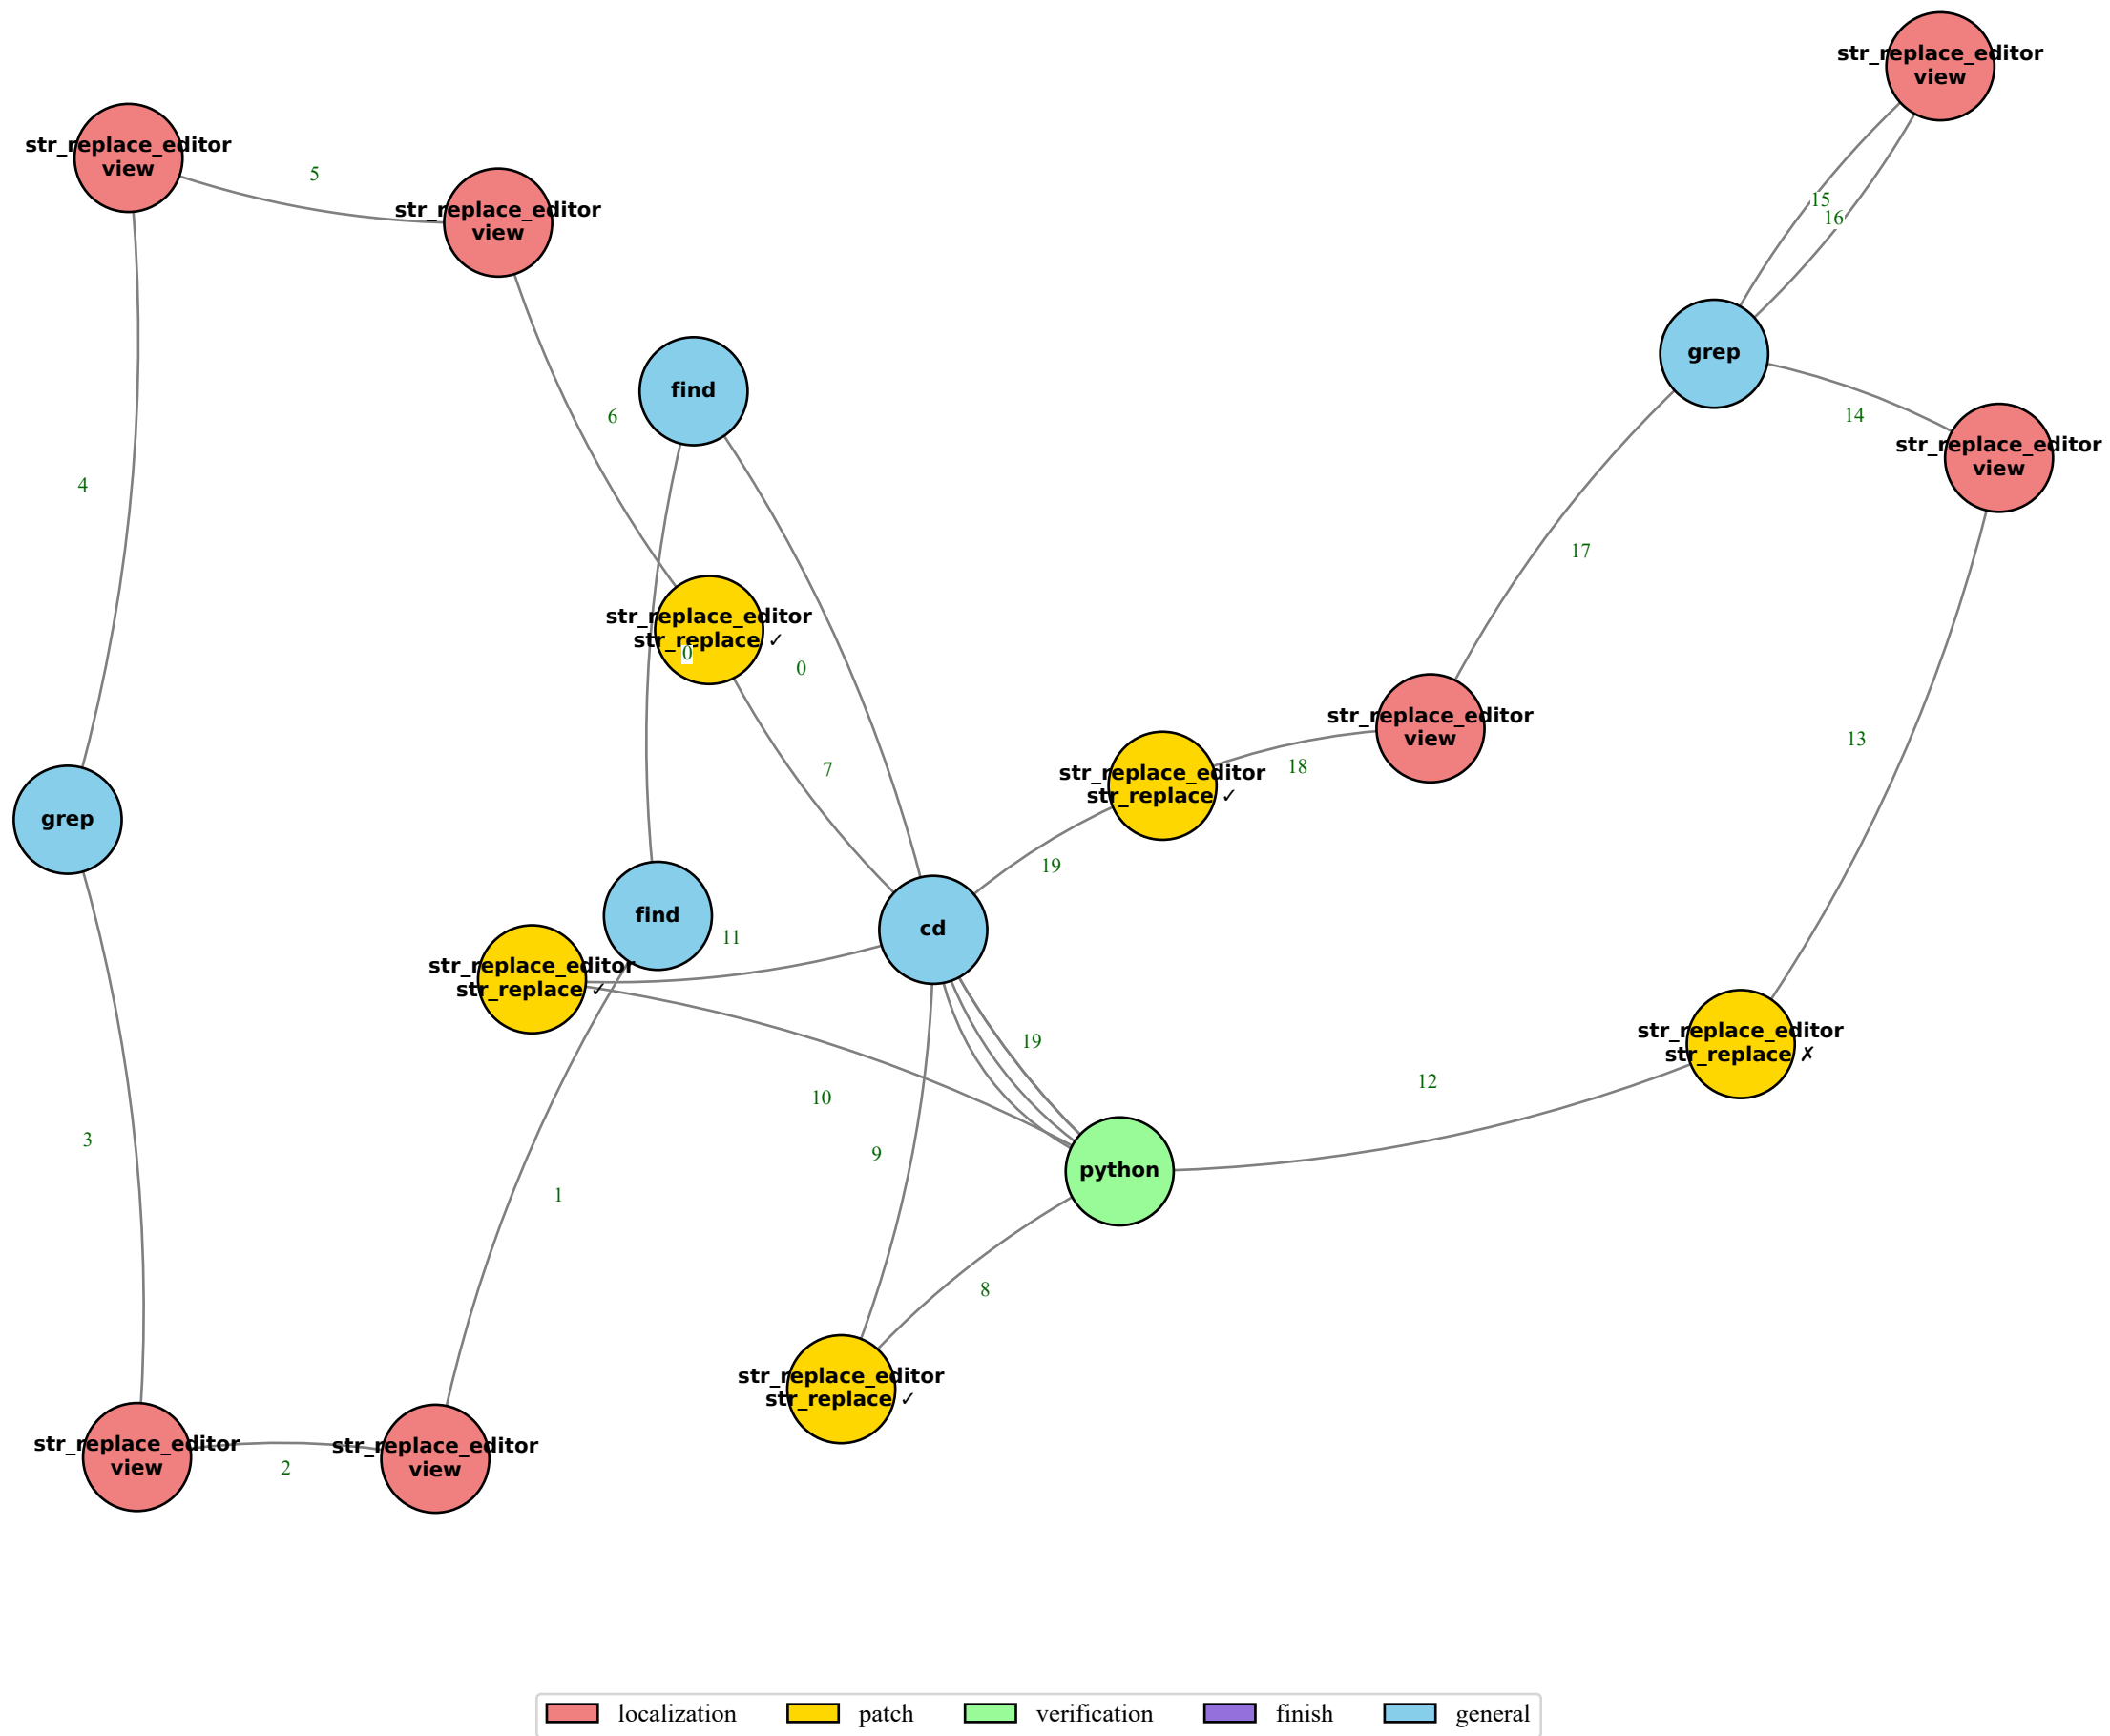 str_replace_editor
view
str_replace_editor
view
5
str_replace_editor
view
15
16
find
grep
6
14
str_replace_editor
view
4
17
str_replace_editor
str_replace ✓
0
0
str_replace_editor
view
13
7
str_replace_editor
str_replace ✓
18
grep
19
find
cd
11
str_replace_editor
str_replace ✓
19
str_replace_editor
str_replace ✗
12
10
3
9
python
1
8
str_replace_editor
str_replace ✓
str_replace_editor
view
2
str_replace_editor
view
localization patch verification finish general